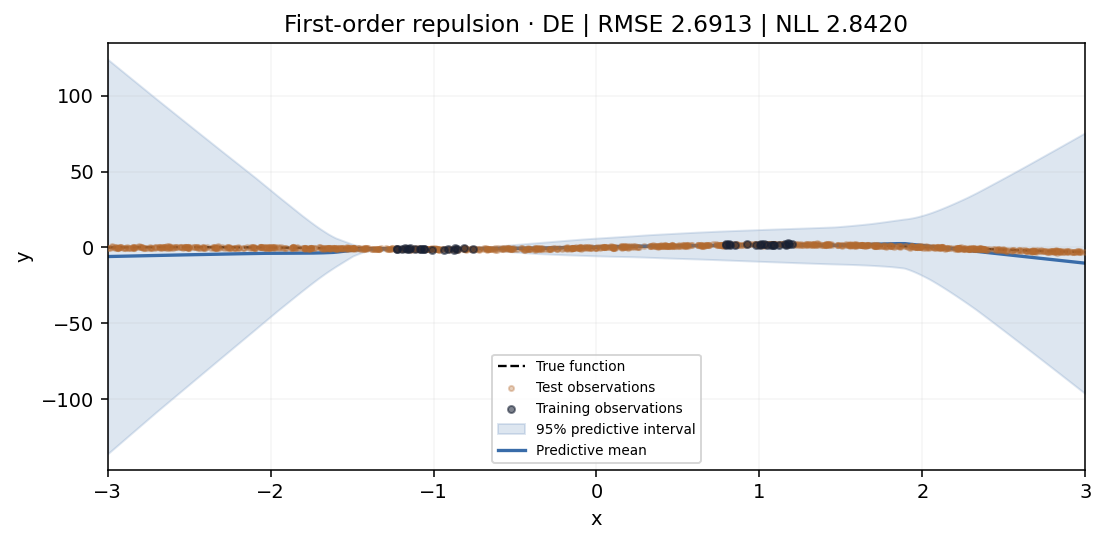 First-order repulsion · DE | RMSE 2.6913 | NLL 2.8420
100
50
0
−50
−100
y
True function
Test observations
Training observations
95% predictive interval
Predictive mean
−3 −2 −1 0 1 2 3
x